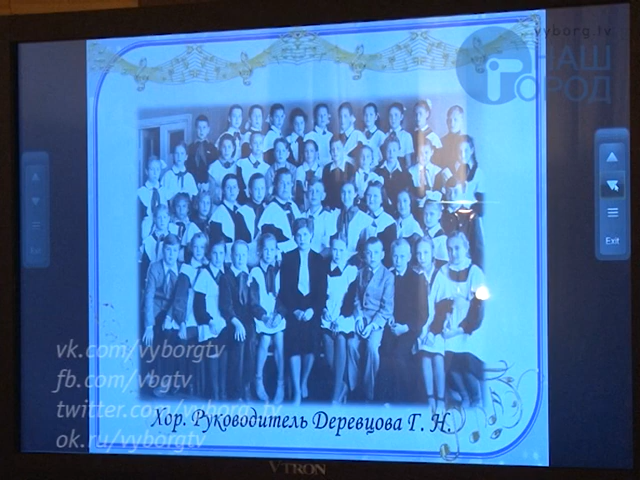 vyborg.tv
НАШ
ГОРОД
Exit
vk.com/vyborgtv
fb.com/vbgtv
twitter.com/vyborg_tv
ok.ru/vyborgtv
Хор. Руководитель Деревцова Г. Н.
VTRON